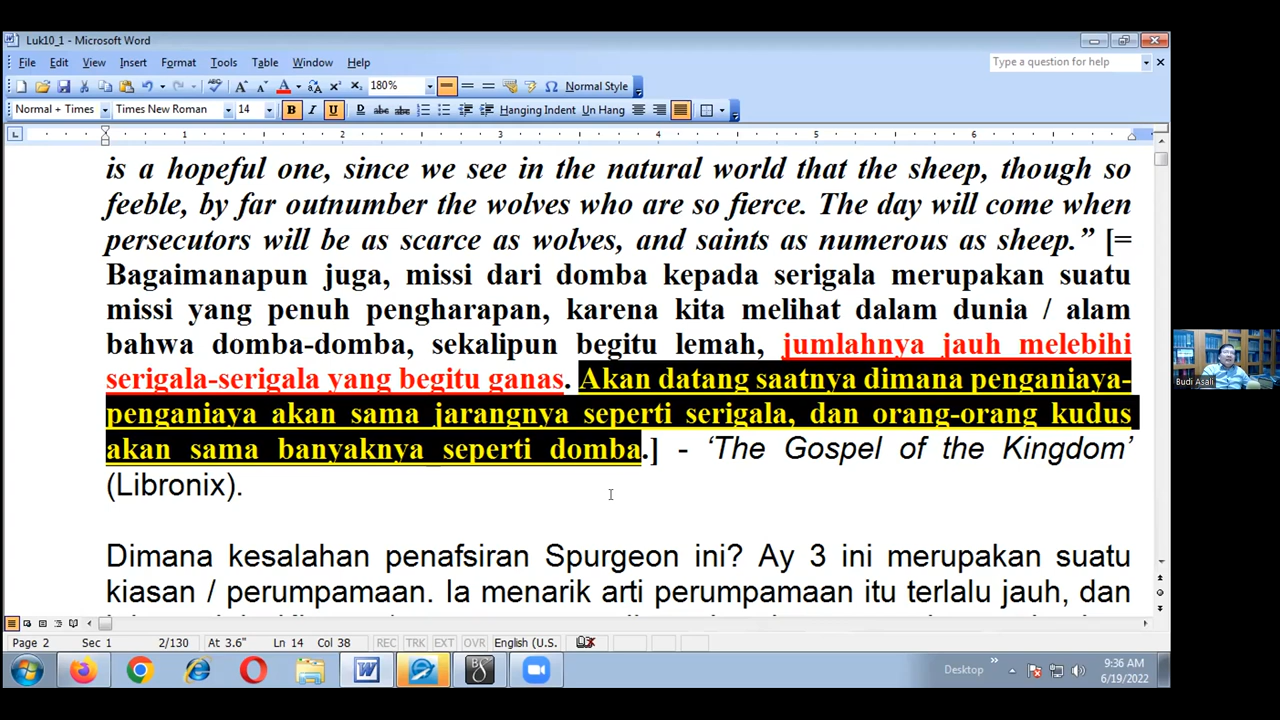 Luk10_1 - Microsoft Word
File Edit View Insert Format Tools Table Window Help Type a question for help
180% Normal Style
Normal + Times Times New Roman 14 B I U Hanging Indent Un Hang
1 2 3 4 5 6
is a hopeful one, since we see in the natural world that the sheep, though so
feeble, by far outnumber the wolves who are so fierce. The day will come when
persecutors will be as scarce as wolves, and saints as numerous as sheep.” [=
Bagaimanapun juga, missi dari domba kepada serigala merupakan suatu
missi yang penuh pengharapan, karena kita melihat dalam dunia / alam
bahwa domba-domba, sekalipun begitu lemah, jumlahnya jauh melebihi
serigala-serigala yang begitu ganas. Akan datang saatnya dimana penganiaya-
penganiaya akan sama jarangnya seperti serigala, dan orang-orang kudus
akan sama banyaknya seperti domba.] - ‘The Gospel of the Kingdom’
(Libronix).
Dimana kesalahan penafsiran Spurgeon ini? Ay 3 ini merupakan suatu
kiasan / perumpamaan. Ia menarik arti perumpamaan itu terlalu jauh, dan
Page 2 Sec 1 2/130 At 3.6" Ln 14 Col 38 REC TRK EXT OVR English (U.S.
Desktop 9:36 AM
6/19/2022
Budi Asali